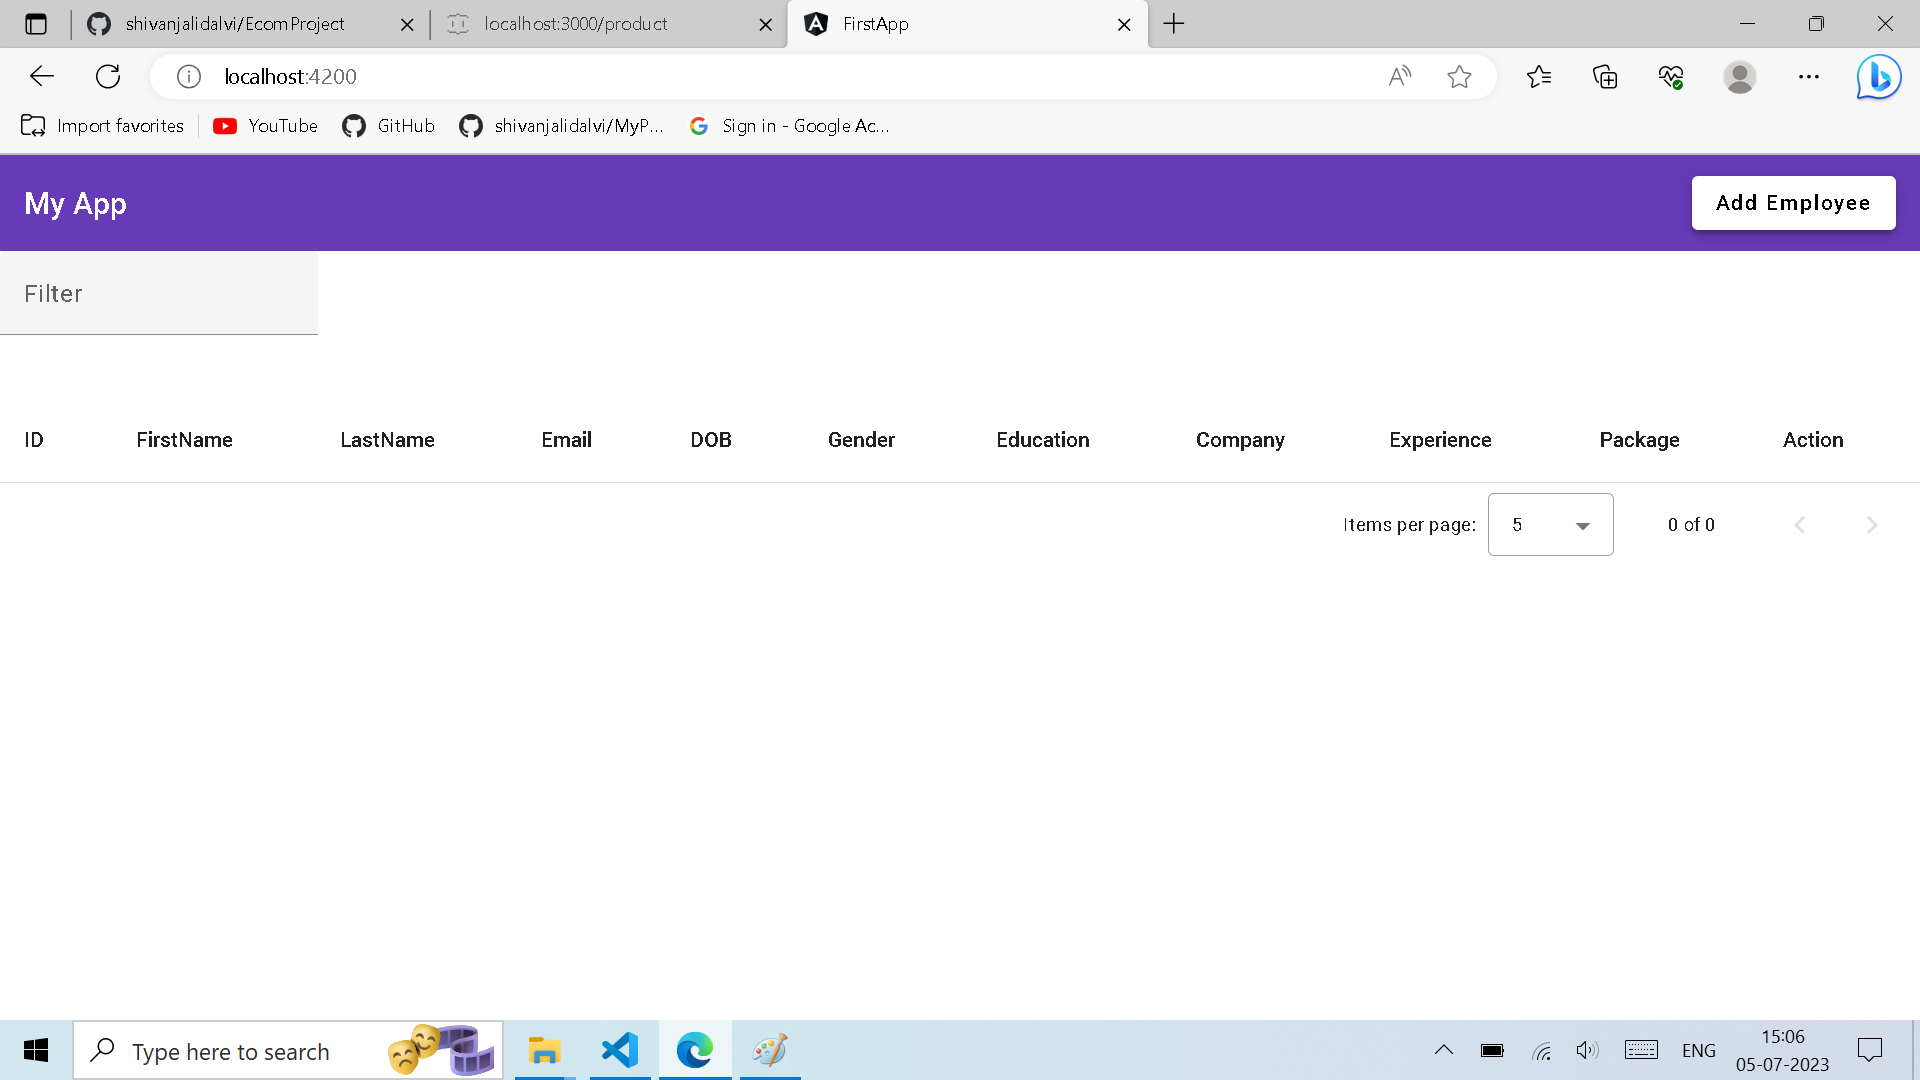 shivanjalidalvi/EcomProject
localhost:3000/product
FirstApp
localhost:4200
Import favorites
YouTube
GitHub
shivanjalidalvi/MyP...
Sign in - Google Ac...
My App
Add Employee
Filter
ID FirstName LastName Email DOB Gender Education Company Experience Package Action
Items per page: 5 0 of 0
Type here to search
ENG
15:06
05-07-2023